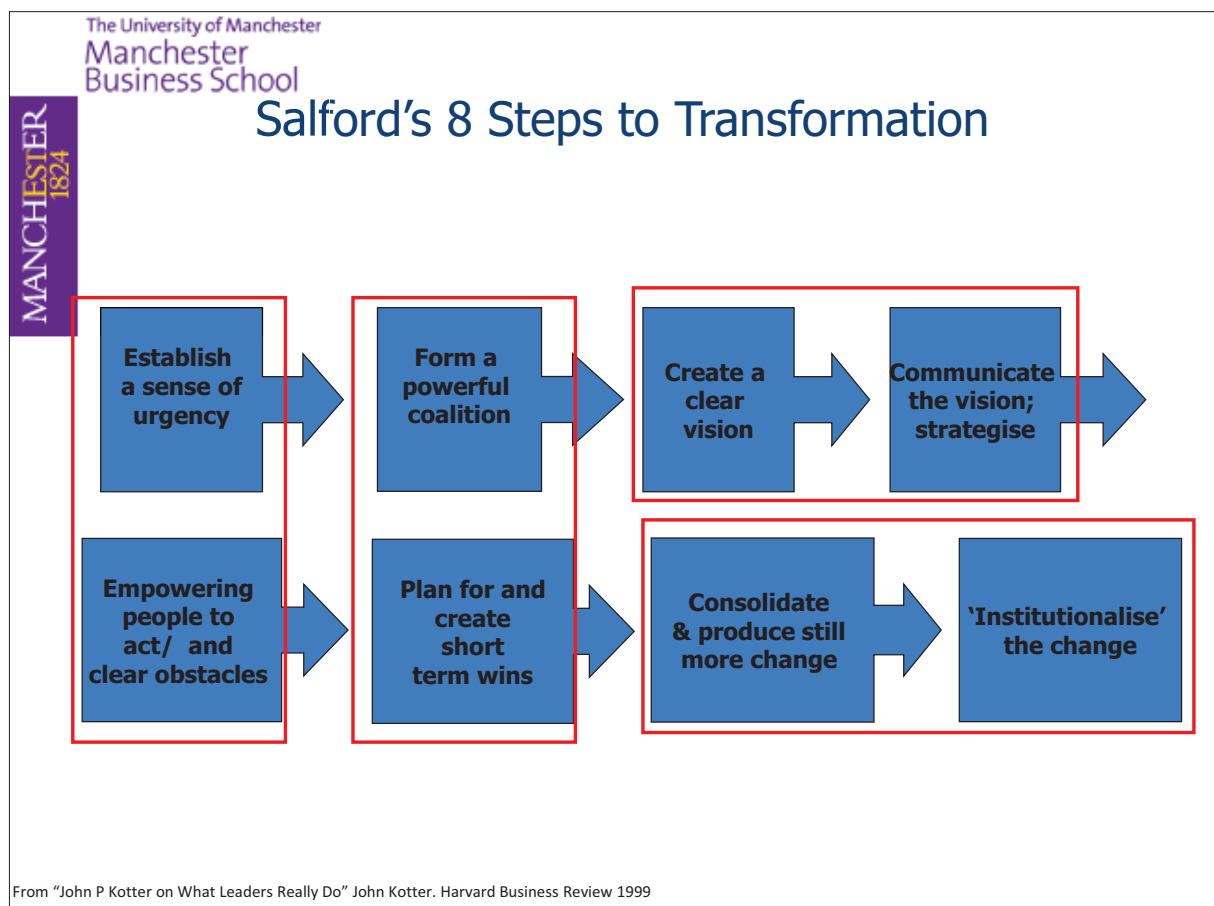 The University of Manchester
Manchester
Business School
MANCHESTER
1824
Salford’s 8 Steps to Transformation
Establish
a sense of
urgency
Form a
powerful
coalition
Create a
clear
vision
Communicate
the vision;
strategise
Empowering
people to
act/ and
clear obstacles
Plan for and
create
short
term wins
Consolidate
& produce still
more change
‘Institutionalise’
the change
From “John P Kotter on What Leaders Really Do” John Kotter. Harvard Business Review 1999